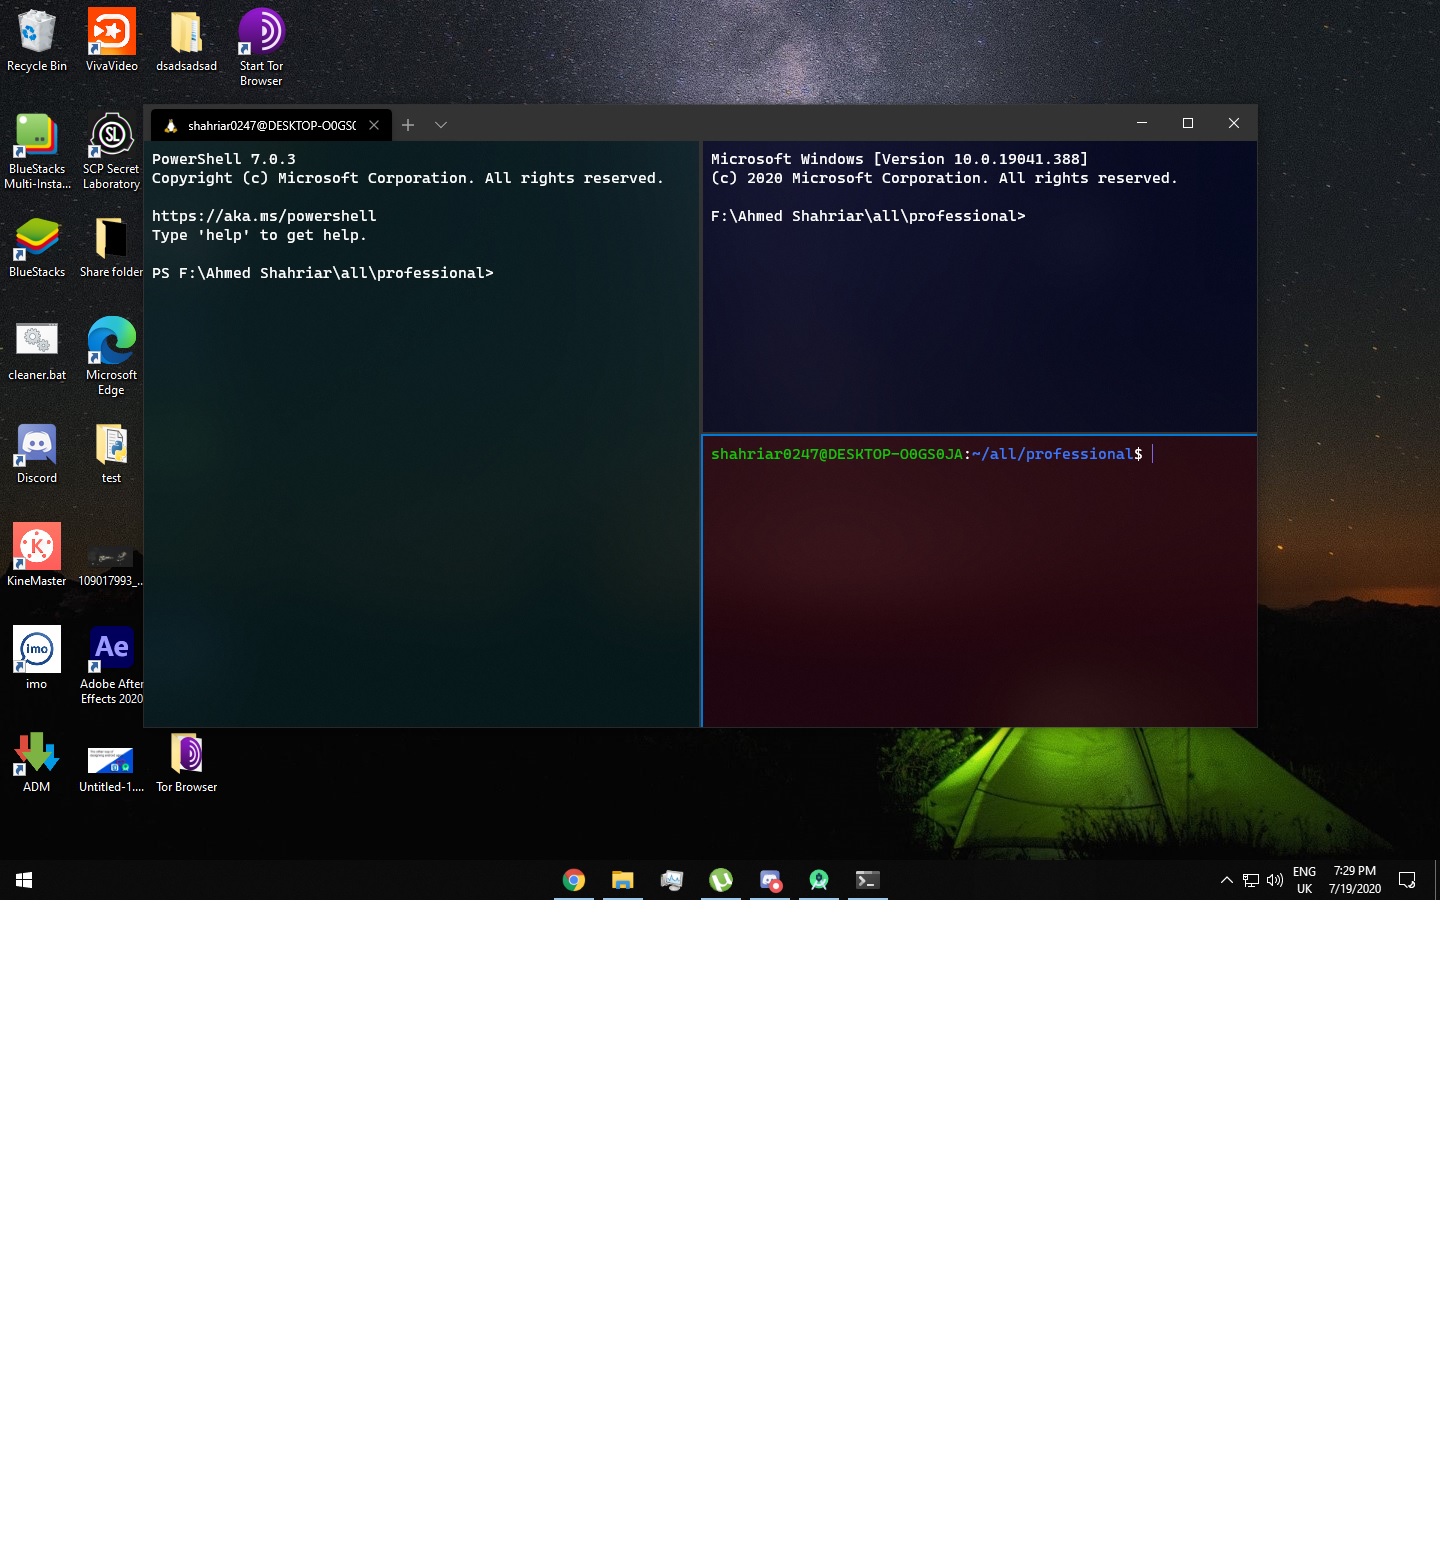 Recycle Bin
VivaVideo
dsadsadsad
Start Tor
Browser
BlueStacks
Multi-Insta...
SCP Secret
Laboratory
SL
BlueStacks
Share folder
cleaner.bat
Microsoft
Edge
Discord
test
KineMaster
K
109017993_...
imo
imo
Ae
Adobe After
Effects 2020
ADM
Untitled-1....
Tor Browser
shahriar0247@DESKTOP-O0GS0
PowerShell 7.0.3
Copyright (c) Microsoft Corporation. All rights reserved.
https://aka.ms/powershell
Type 'help' to get help.
PS F:\Ahmed Shahriar\all\professional>
Microsoft Windows [Version 10.0.19041.388]
(c) 2020 Microsoft Corporation. All rights reserved.
F:\Ahmed Shahriar\all\professional>
shahriar0247@DESKTOP-O0GS0JA:~/all/professional$
ENG
UK
7:29 PM
7/19/2020